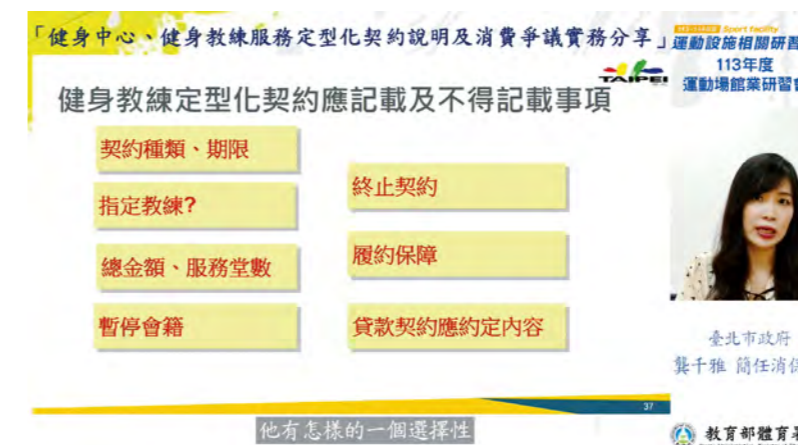 「健身中心、健身教練服務定型化契約說明及消費爭議實務分享」
運動設施相關研習
113年度
運動場館業研習會
TAIPEI
健身教練定型化契約應記載及不得記載事項
契約種類、期限
指定教練?
總金額、服務堂數
暫停會籍
終止契約
履約保障
貸款契約應約定內容
臺北市政府
龔千雅 簡任消保
37
他有怎樣的一個選擇性
教育部體育署